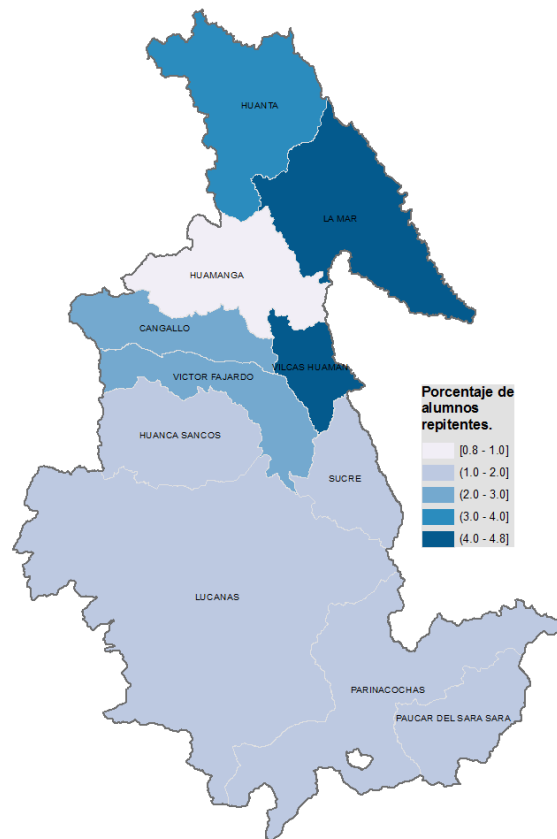 HUANTA
LA MAR
HUAMANGA
CANGALLO
VILCAS HUAMAN
VICTOR FAJARDO
HUANCA SANCOS
SUCRE
LUCANAS
PARINACOCHAS
PAUCAR DEL SARA SARA
Porcentaje de
alumnos
repitentes.
[0.8 - 1.0]
(1.0 - 2.0]
(2.0 - 3.0]
(3.0 - 4.0]
(4.0 - 4.8]